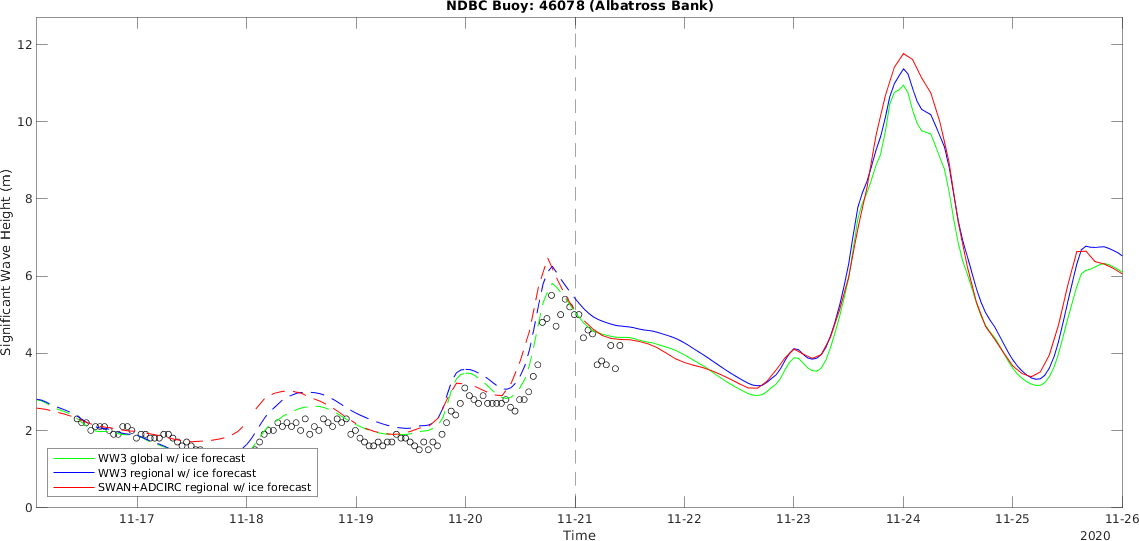 NDBC Buoy: 46078 (Albatross Bank)
Significant Wave Height (m)
12
10
8
6
4
2
0
WW3 global w/ ice forecast
WW3 regional w/ ice forecast
SWAN+ADCIRC regional w/ ice forecast
11-17 11-18 11-19 11-20 11-21 11-22 11-23 11-24 11-25 11-26
Time
2020